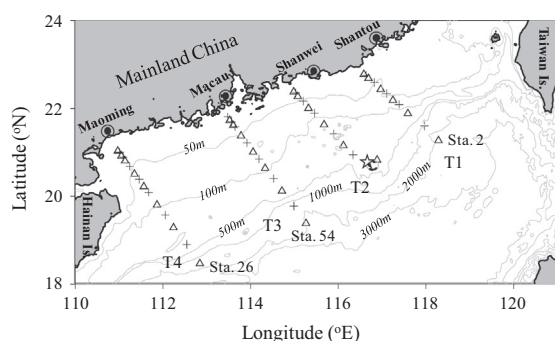 24
22
20
18
Latitude (°N)
110
112
114
116
118
120
Longitude (°E)
Mainland China
Maoming
Macau
Shanwei
Shantou
Taiwan Is.
Hainan Is.
50m
100m
500m
1000m
2000m
3000m
Sta. 2
T1
T2
T3
Sta. 54
T4
Sta. 26